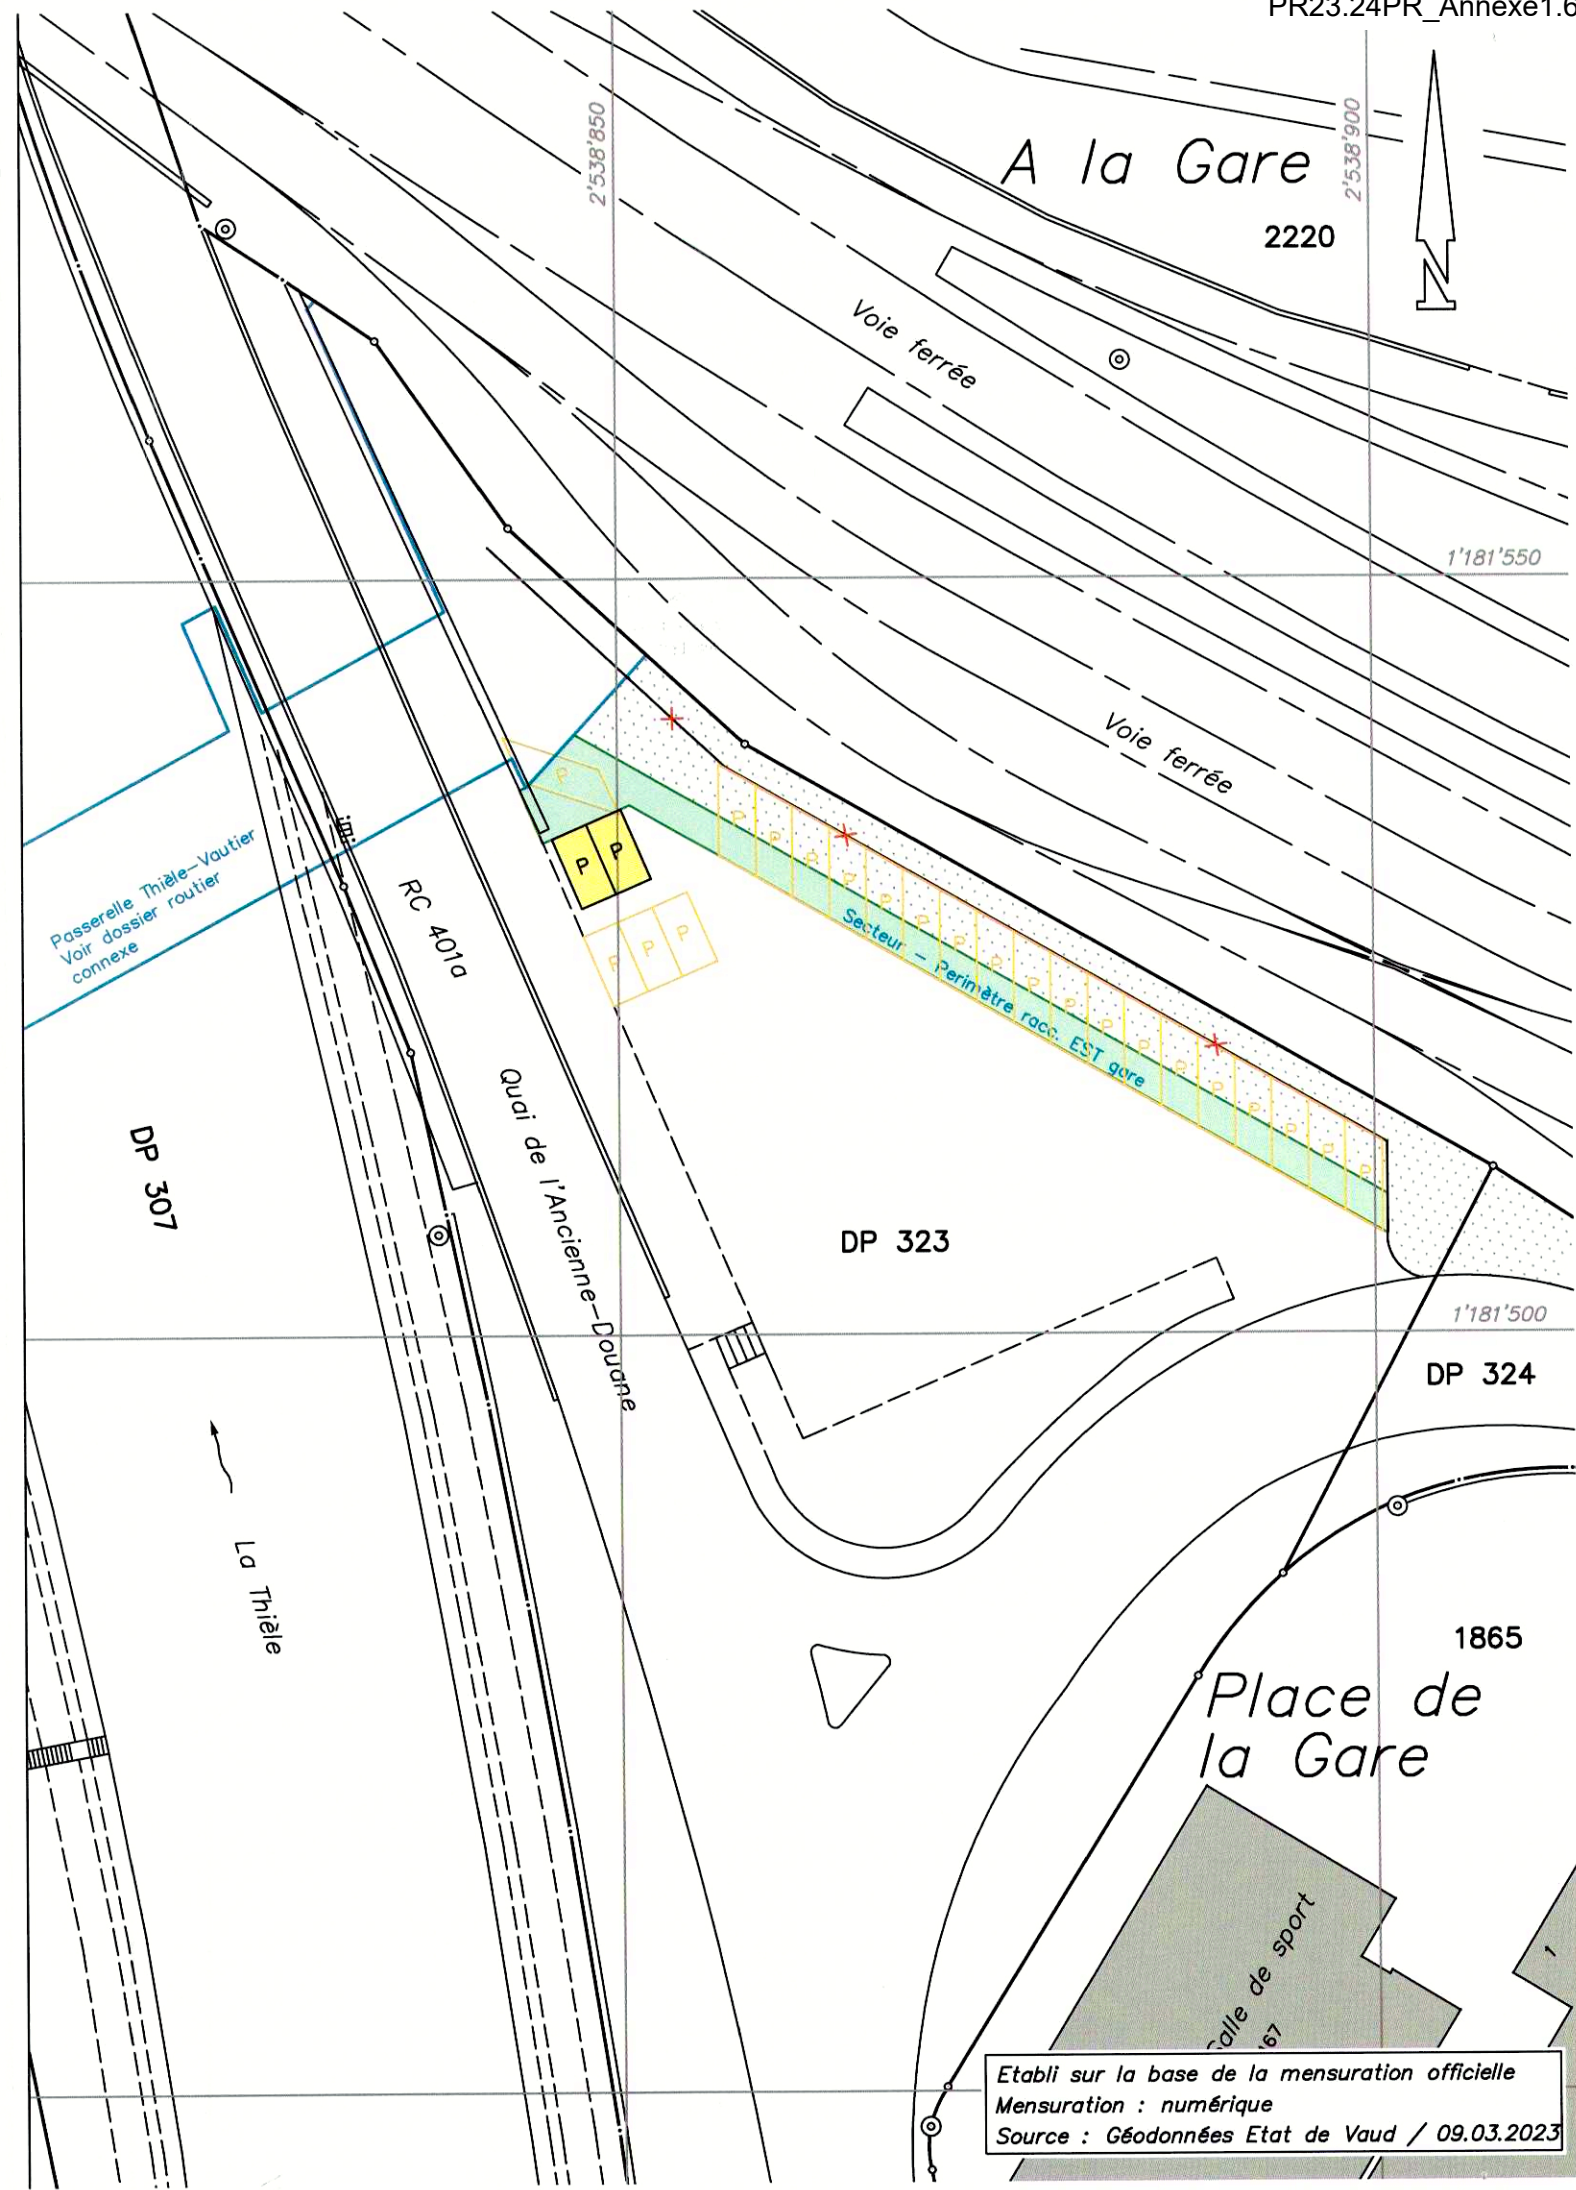 PR23.24PR_Annexe1.6
2'538'850
2'538'900
A la Gare
2220
N
Voie ferrée
1'181'550
Voie ferrée
P
P P
P P P
P P P P P P P P P P P P P P P P P P
Secteur - Perimètre racc. EST gare
Passerelle Thièle-Vautier
Voir dossier routier
connexe
RC 401a
Quai de l'Ancienne-Douane
DP 307
DP 323
1'181'500
DP 324
La Thièle
1865
Place de
la Gare
Salle de sport
67
1
Etabli sur la base de la mensuration officielle
Mensuration : numérique
Source : Géodonnées Etat de Vaud / 09.03.2023